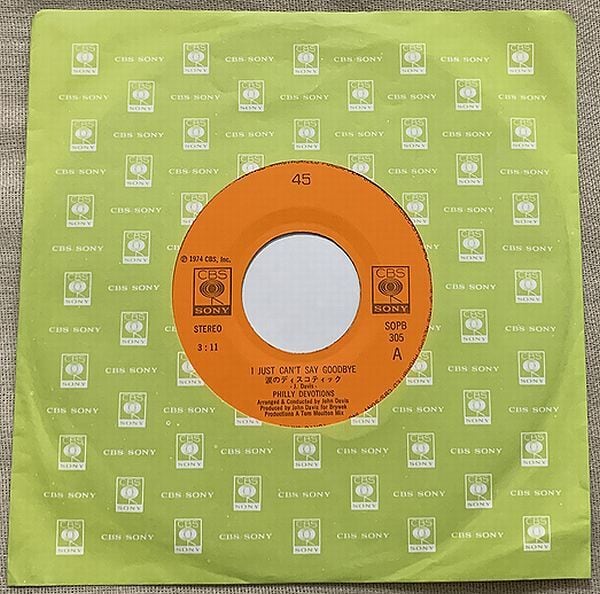 45
℗ 1974 CBS, Inc.
CBS
SONY
CBS
SONY
STEREO
SOPB
305
3:11
A
I JUST CAN'T SAY GOODBYE
涙のディスコティック
- J. Davis -
PHILLY DEVOTIONS
Arranged & Conducted by John Davis
Produced by John Davis for Brywek
Productions A Tom Moulton Mix
CBS SONY